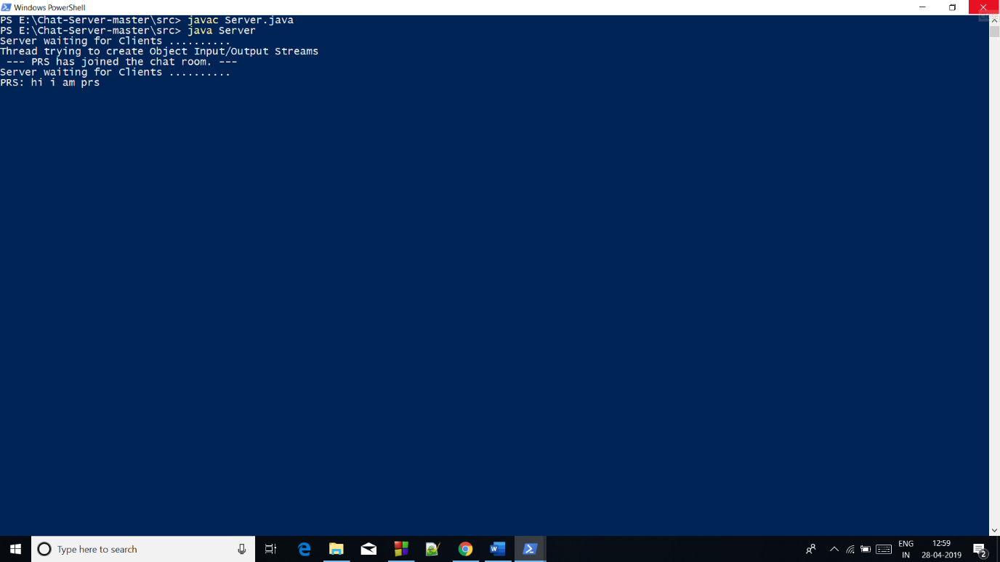 Windows PowerShell
PS E:\Chat-Server-master\src> javac Server.java
PS E:\Chat-Server-master\src> java Server
Server waiting for Clients ..........
Thread trying to create Object Input/Output Streams
 --- PRS has joined the chat room. ---
Server waiting for Clients ..........
PRS: hi i am prs
Type here to search
ENG
IN
12:59
28-04-2019
2